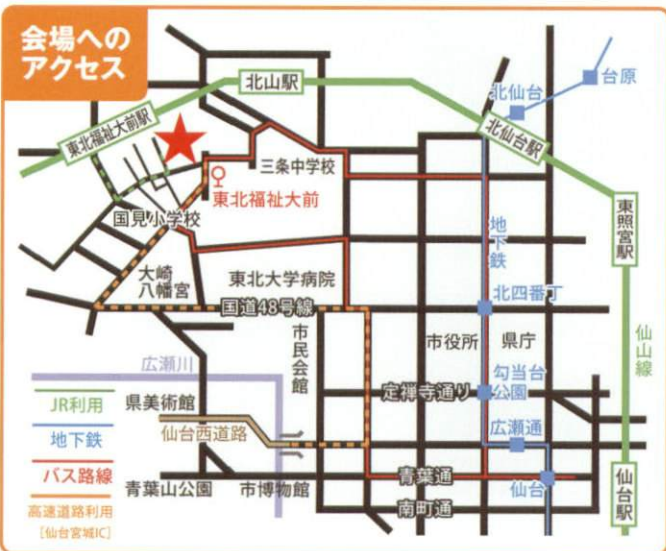 会場への
アクセス
北山駅
台原
北仙台
東北福祉大前駅
北仙台駅
三条中学校
東北福祉大前
東照宮駅
国見小学校
地下鉄
大崎
八幡宮
東北大学病院
北四番丁
国道48号線
市民会館
市役所
県庁
仙山線
広瀬川
勾当台
公園
定禅寺通り
JR利用
県美術館
仙台西道路
広瀬通
地下鉄
バス路線
青葉通
仙台
仙台駅
青葉山公園
市博物館
南町通
高速道路利用
[仙台宮城IC]